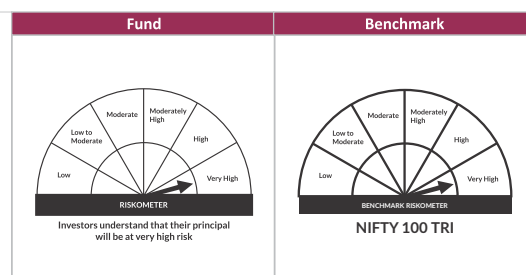 Fund
Low
Low to
Moderate
Moderate
Moderately
High
High
Very High
RISKOMETER
Investors understand that their principal
will be at very high risk
Benchmark
Low
Low to
Moderate
Moderate
Moderately
High
High
Very High
BENCHMARK RISKOMETER
NIFTY 100 TRI